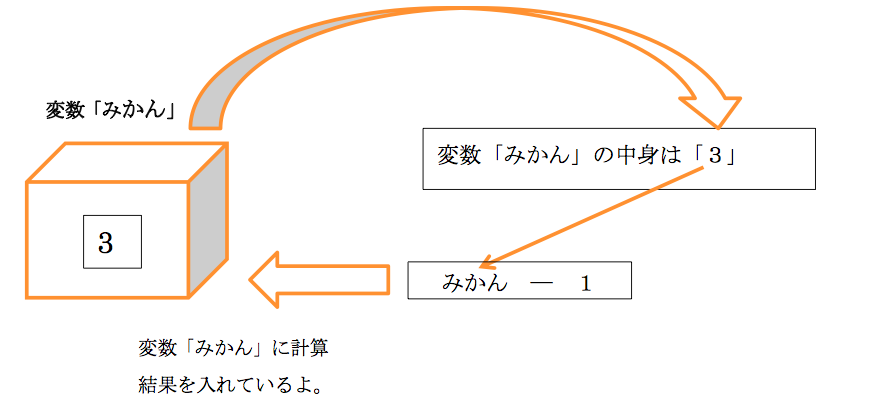 変数「みかん」
変数「みかん」の中身は「３」
3
みかん　―　１
変数「みかん」に計算
結果を入れているよ。